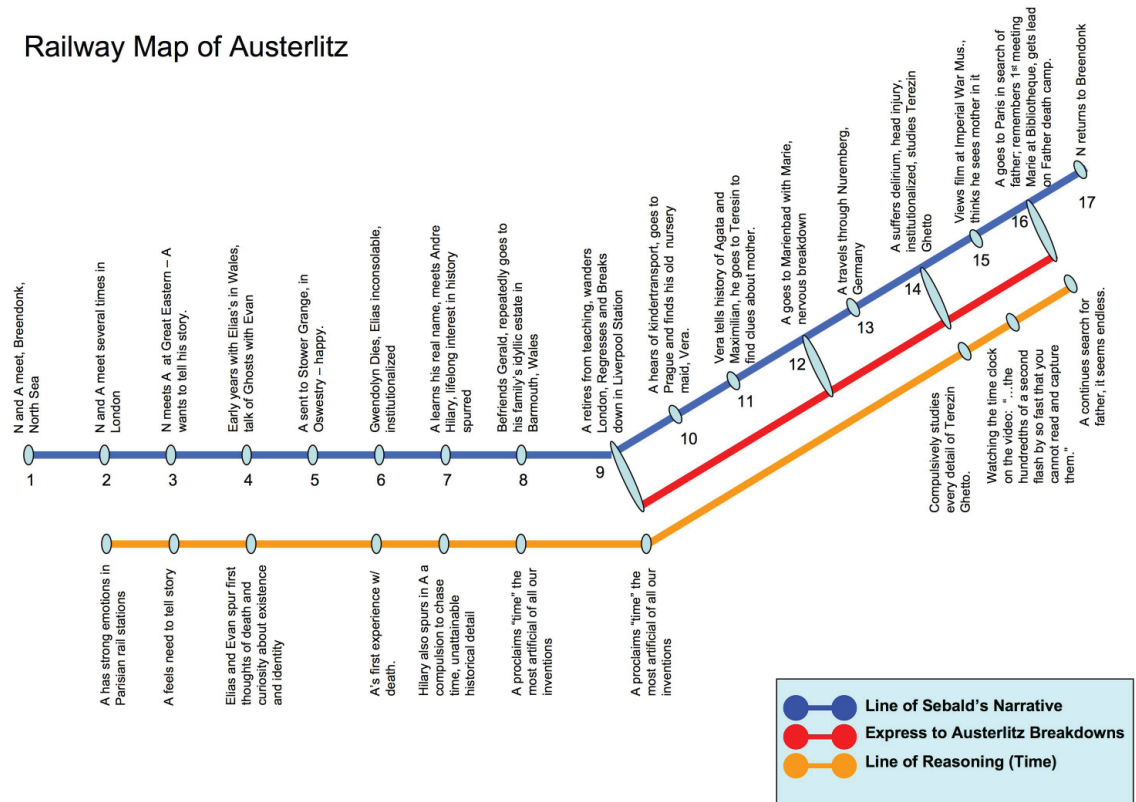 Railway Map of Austerlitz
N and A meet, Breendonk,
North Sea
1
N and A meet several times in
London
2
N meets A at Great Eastern – A
wants to tell his story.
3
Early years with Elias's in Wales,
talk of Ghosts with Evan
4
A sent to Stower Grange, in
Oswestry – happy.
5
Gwendolyn Dies, Elias inconsolable,
institutionalized
6
A learns his real name, meets Andre
Hilary, lifelong interest in history
spurred
7
Befriends Gerald, repeatedly goes to
his family's idyllic estate in
Barmouth, Wales
8
A retires from teaching, wanders
London, Regresses and Breaks
down in Liverpool Station
9
A hears of kindertransport, goes to
Prague and finds his old nursery
maid, Vera.
10
Vera tells history of Agata and
Maximilian, he goes to Teresin to
find clues about mother.
11
A goes to Marienbad with Marie,
nervous breakdown
12
A travels through Nuremberg,
Germany
13
A suffers delirium, head injury,
institutionalized, studies Terezin
Ghetto
14
Views film at Imperial War Mus.,
thinks he sees mother in it
15
A goes to Paris in search of
father; remembers 1st meeting
Marie at Bibliotheque, gets lead
on Father death camp.
16
N returns to Breendonk
17
A has strong emotions in
Parisian rail stations
A feels need to tell story
Elias and Evan spur first
thoughts of death and
curiosity about existence
and identity
A's first experience w/
death.
Hilary also spurs in A a
compulsion to chase
time, unattainable
historical detail
A proclaims “time” the
most artificial of all our
inventions
A proclaims “time” the
most artificial of all our
inventions
Compulsively studies
every detail of Terezin
Ghetto.
Watching the time clock
on the video: “…the
hundredths of a second
flash by so fast that you
cannot read and capture
them."
A continues search for
father, it seems endless.
Line of Sebald's Narrative
Express to Austerlitz Breakdowns
Line of Reasoning (Time)